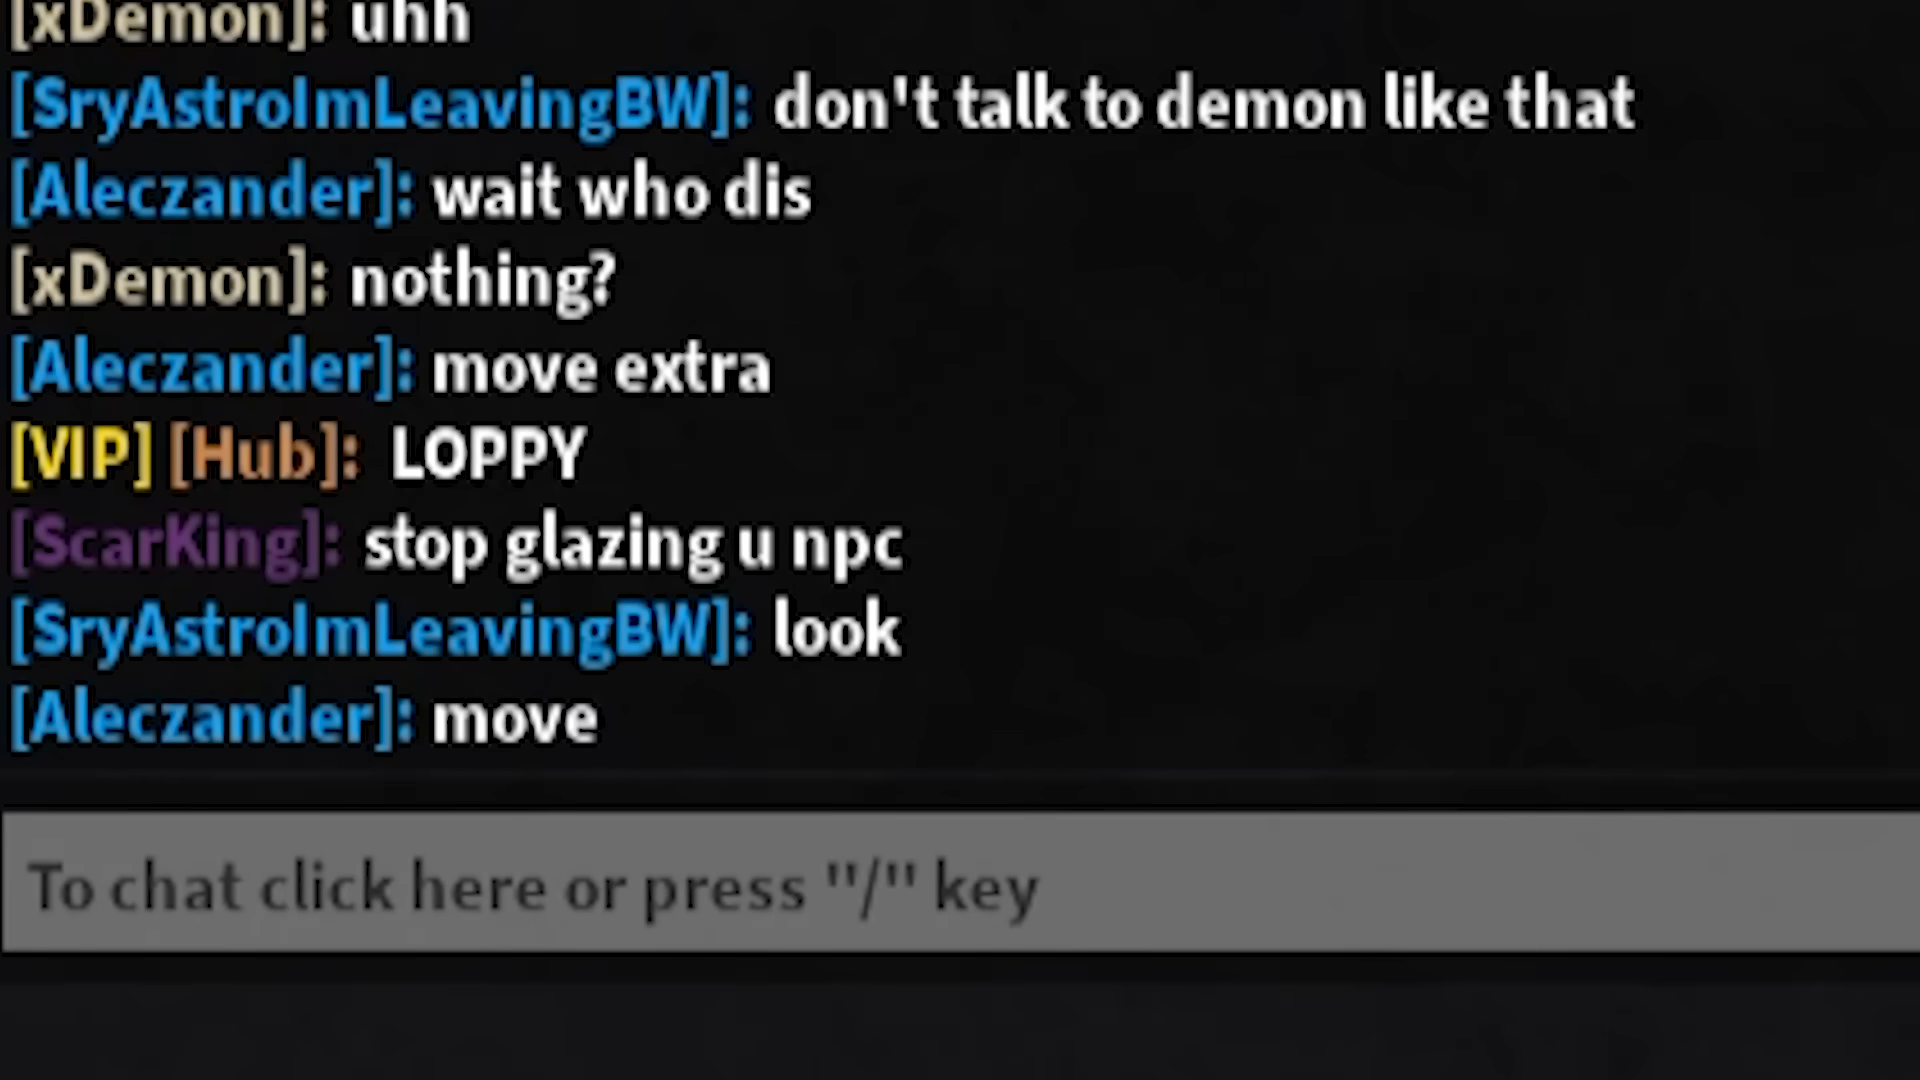 [xDemon]: uhh
[SryAstroImLeavingBW]: don't talk to demon like that
[Aleczander]: wait who dis
[xDemon]: nothing?
[Aleczander]: move extra
[VIP] [Hub]: LOPPY
[ScarKing]: stop glazing u npc
[SryAstroImLeavingBW]: look
[Aleczander]: move
To chat click here or press "/" key